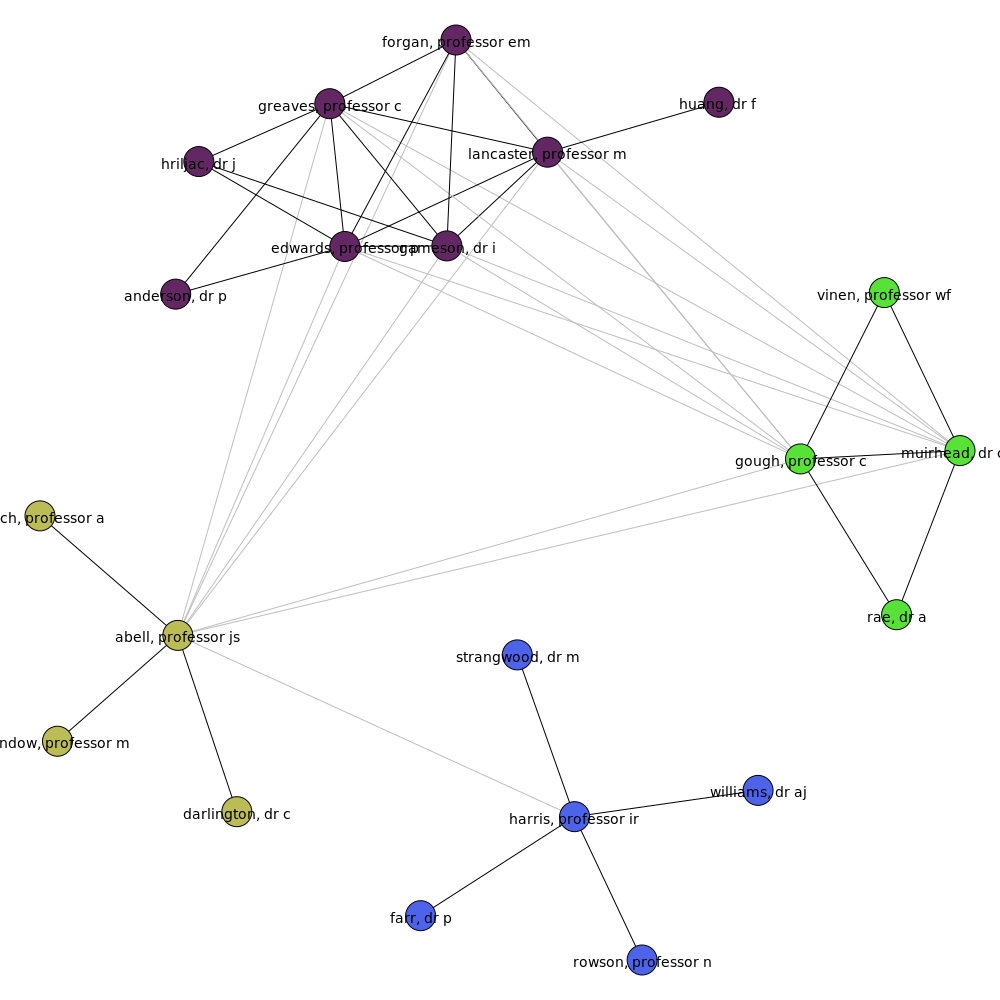 forgan, professor em
greaves, professor c
huang, dr f
lancaster, professor m
hriljac, dr j
edwards, professor p
gameson, dr i
anderson, dr p
vinen, professor wf
muirhead, dr c
gough, professor c
ch, professor a
rae, dr a
abell, professor js
strangwood, dr m
ndow, professor m
williams, dr aj
darlington, dr c
harris, professor ir
farr, dr p
rowson, professor n